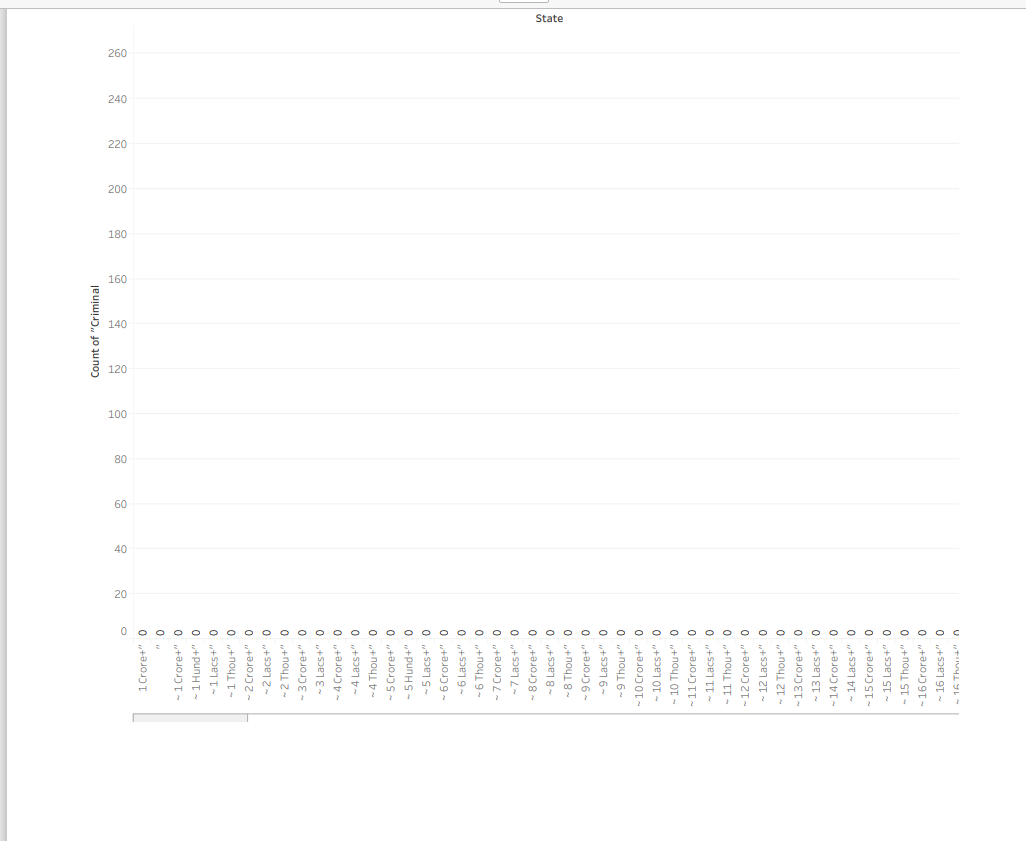 State
260
240
220
200
180
160
140
120
100
80
60
40
20
0
Count of "Criminal
0 0 0 0 0 0 0 0 0 0 0 0 0 0 0 0 0 0 0 0 0 0 0 0 0 0 0 0 0 0 0 0 0 0 0 0 0 0 0 0 0 0 0 0 0 0 0
1 Crore+"
"
~ 1 Crore+"
~ 1 Hund+"
~ 1 Lacs+"
~ 1 Thou+"
~ 2 Crore+"
~ 2 Lacs+"
~ 2 Thou+"
~ 3 Crore+"
~ 3 Lacs+"
~ 4 Crore+"
~ 4 Lacs+"
~ 4 Thou+"
~ 5 Crore+"
~ 5 Hund+"
~ 5 Lacs+"
~ 6 Crore+"
~ 6 Lacs+"
~ 6 Thou+"
~ 7 Crore+"
~ 7 Lacs+"
~ 8 Crore+"
~ 8 Lacs+"
~ 8 Thou+"
~ 9 Crore+"
~ 9 Lacs+"
~ 9 Thou+"
~ 10 Crore+"
~ 10 Lacs+"
~ 10 Thou+"
~ 11 Crore+"
~ 11 Lacs+"
~ 11 Thou+"
~ 12 Crore+"
~ 12 Lacs+"
~ 12 Thou+"
~ 13 Crore+"
~ 13 Lacs+"
~ 14 Crore+"
~ 14 Lacs+"
~ 15 Crore+"
~ 15 Lacs+"
~ 15 Thou+"
~ 16 Crore+"
~ 16 Lacs+"
~ 16 Thou+"